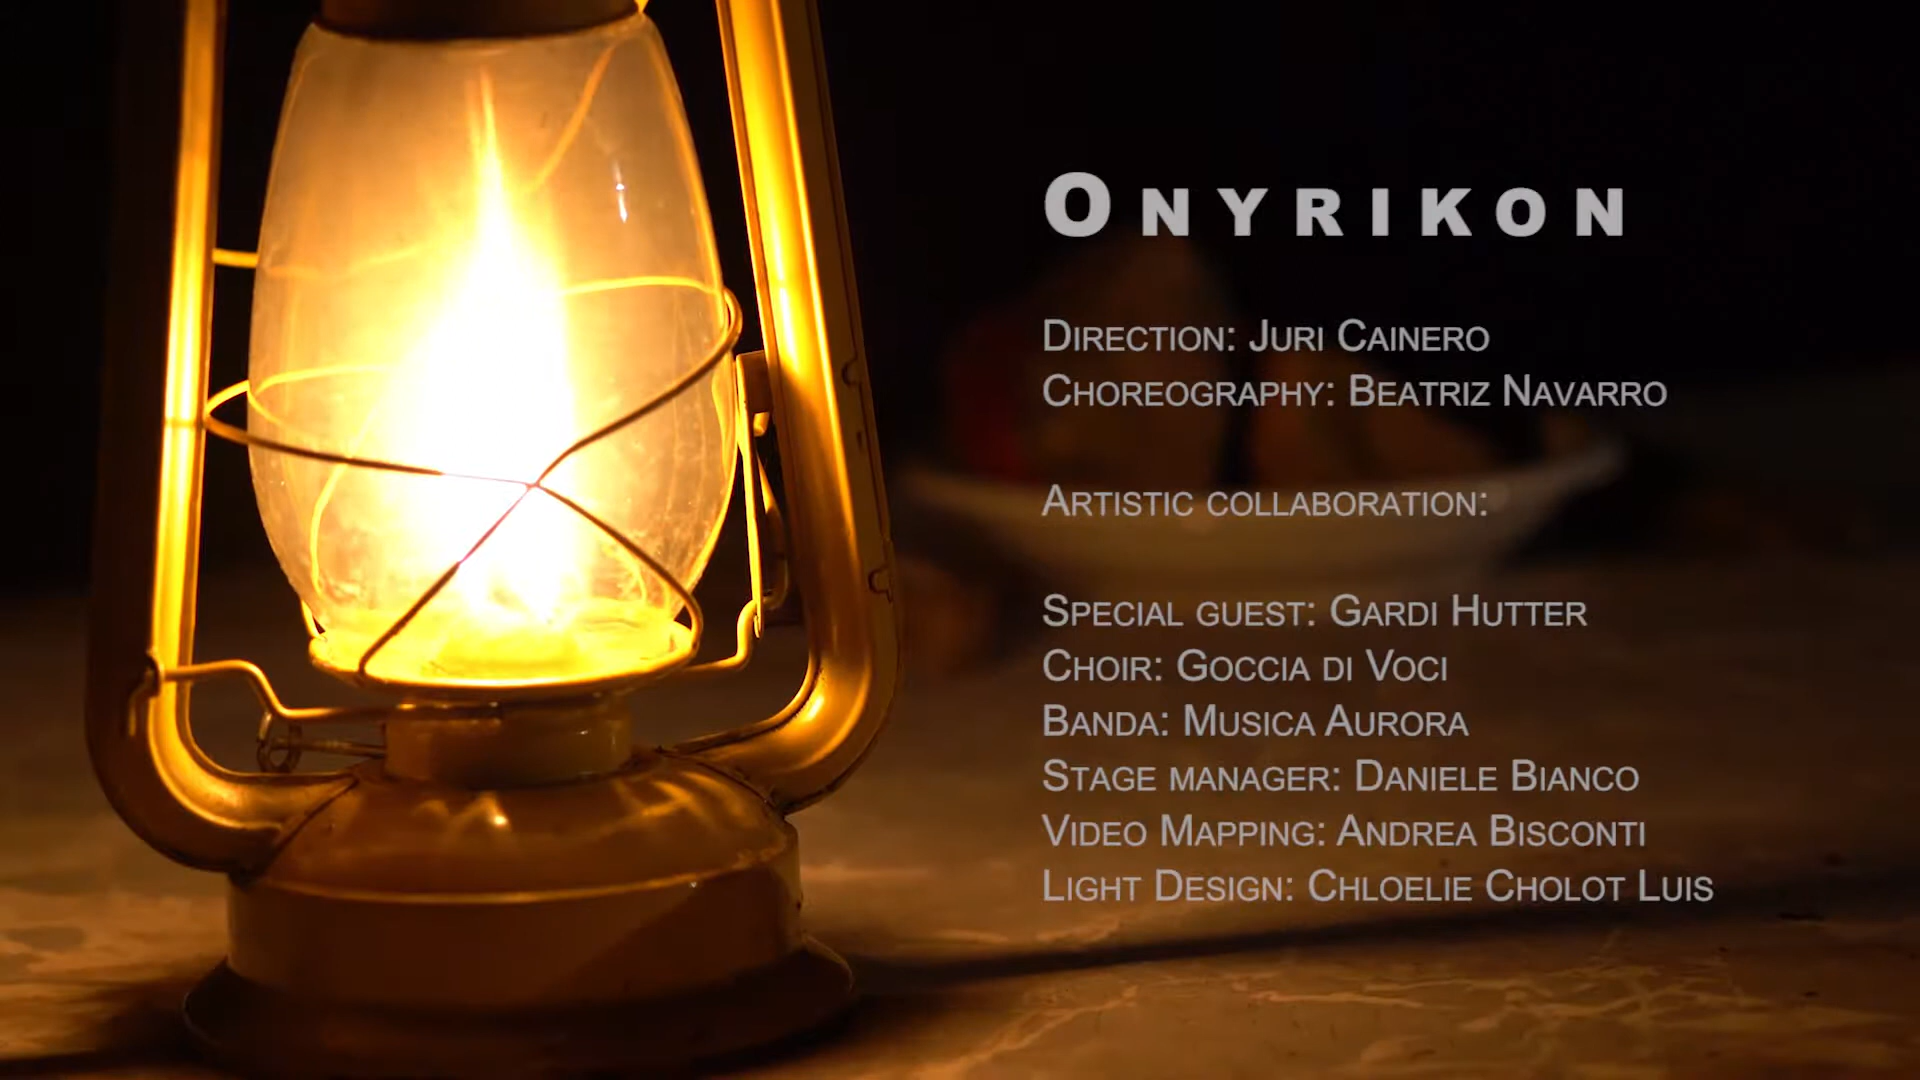 Onyrikon
Direction: Juri Cainero
Choreography: Beatriz Navarro
Artistic collaboration:
Special guest: Gardi Hutter
Choir: Goccia di Voci
Banda: Musica Aurora
Stage manager: Daniele Bianco
Video Mapping: Andrea Bisconti
Light Design: Chloelie Cholot Luis